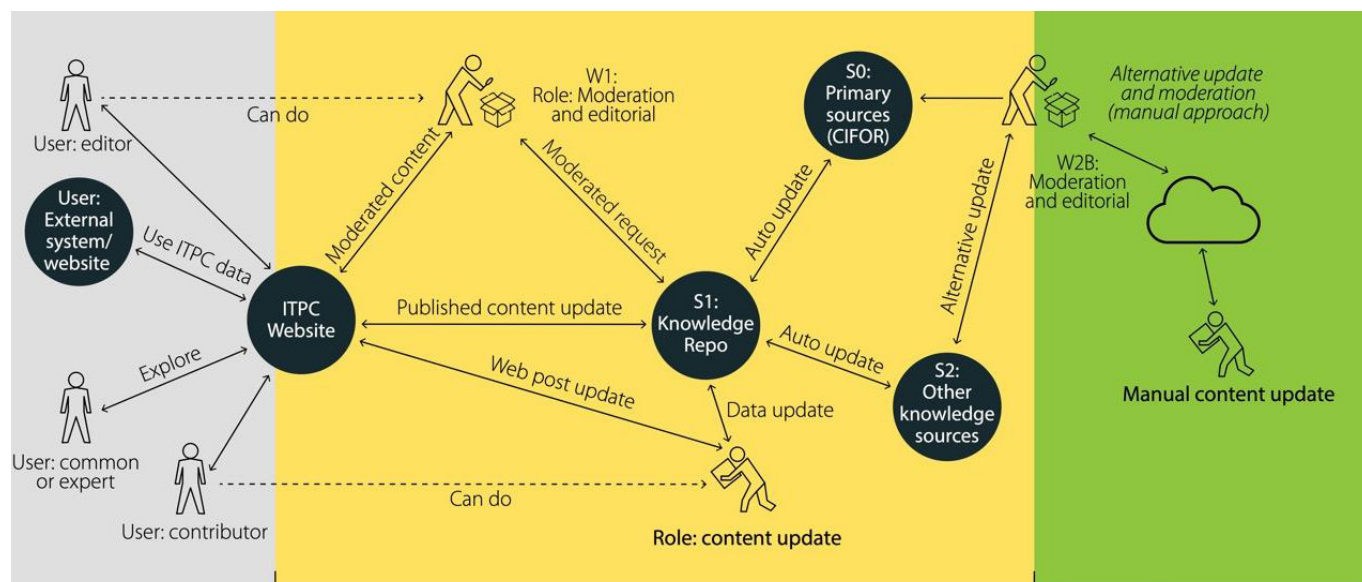 User: editor
Can do
W1:
Role: Moderation
and editorial
S0:
Primary
sources
(CIFOR)
Alternative update
and moderation
(manual approach)
W2B:
Moderation
and editorial
User:
External
system/
website
Use ITPC data
Moderated content
Moderated request
Auto update
Alternative update
ITPC
Website
Published content update
S1:
Knowledge
Repo
Auto update
S2:
Other
knowledge
sources
Explore
Web post update
Data update
Manual content update
User: common
or expert
User: contributor
Can do
Role: content update